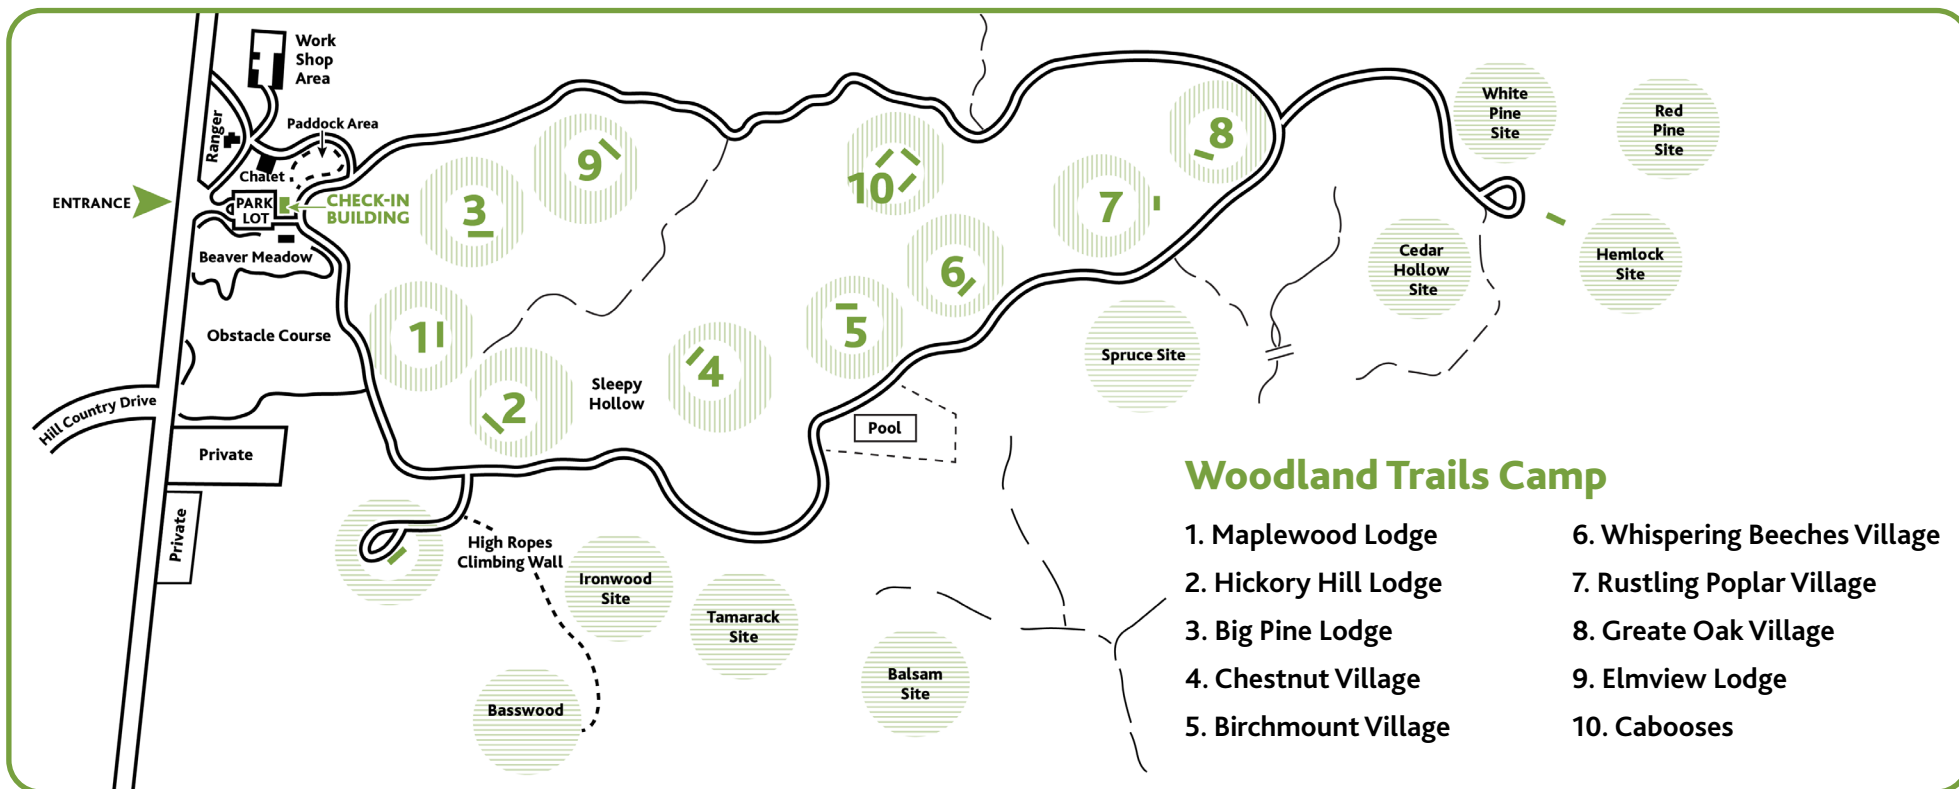 Work
Shop
Area
Ranger
Paddock Area
Chalet
ENTRANCE
PARK
LOT
CHECK-IN
BUILDING
Beaver Meadow
Obstacle Course
Hill Country Drive
Private
Private
9
3
10
8
7
6
5
1
4
2
Sleepy
Hollow
Pool
White
Pine
Site
Red
Pine
Site
Cedar
Hollow
Site
Hemlock
Site
Spruce Site
High Ropes
Climbing Wall
Ironwood
Site
Tamarack
Site
Basswood
Balsam
Site
Woodland Trails Camp
1. Maplewood Lodge
2. Hickory Hill Lodge
3. Big Pine Lodge
4. Chestnut Village
5. Birchmount Village
6. Whispering Beeches Village
7. Rustling Poplar Village
8. Greate Oak Village
9. Elmview Lodge
10. Cabooses